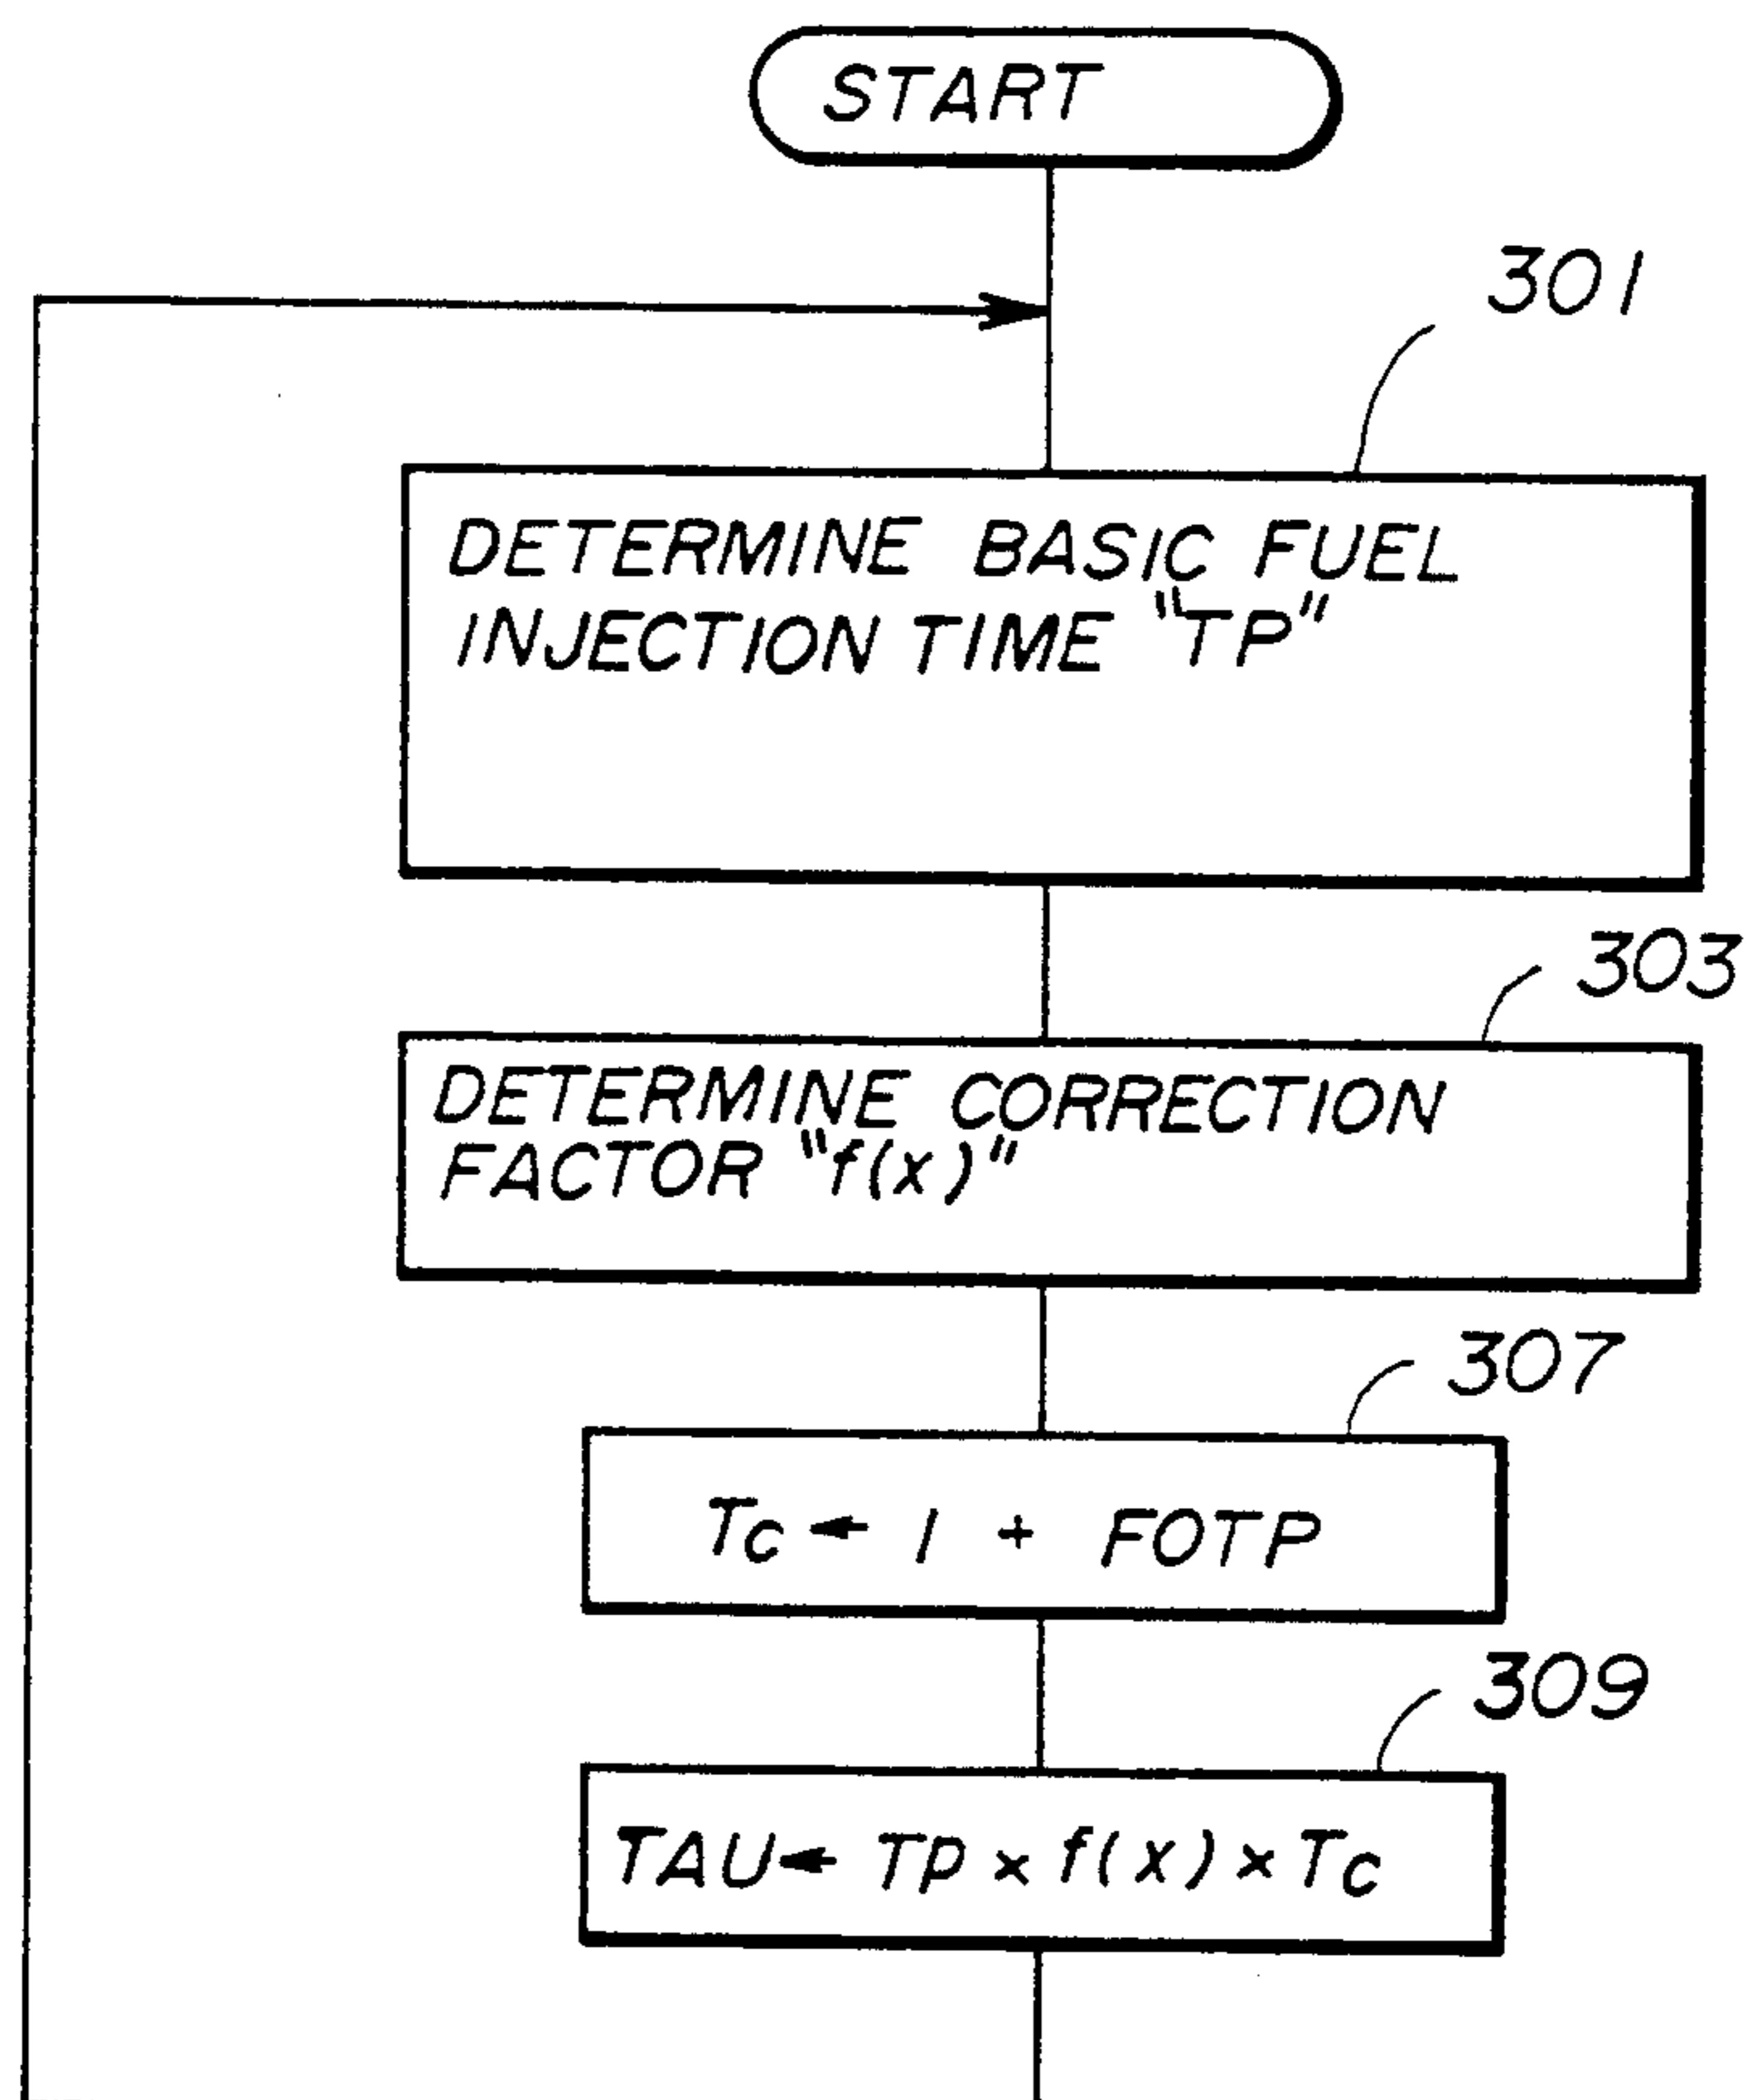 START
301
DETERMINE BASIC FUEL
INJECTION TIME "TP"
303
DETERMINE CORRECTION
FACTOR "f(x)"
307
Tc ← 1 + FOTP
309
TAU ← TP × f(x) × Tc